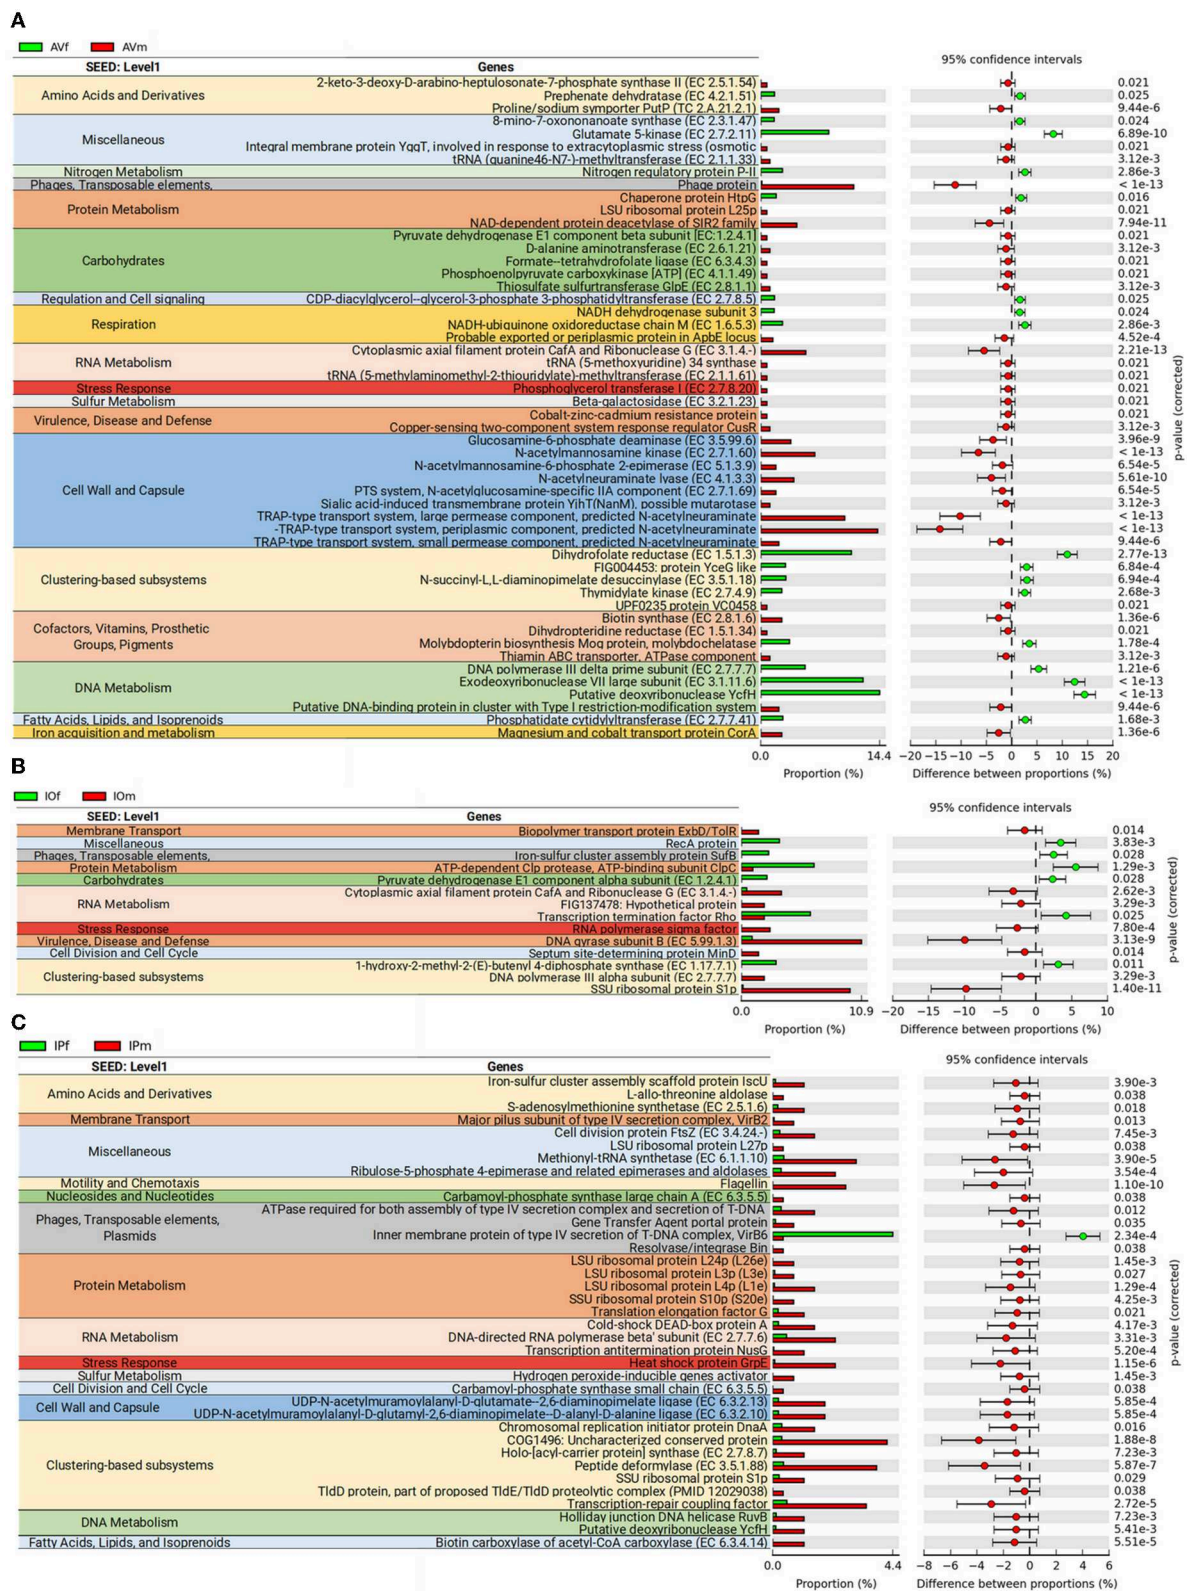 A
AVf AVm
SEED: Level1 Genes 95% confidence intervals
2-keto-3-deoxy-D-arabino-heptulosonate-7-phosphate synthase II (EC 2.5.1.54) 0.021
Amino Acids and Derivatives Prephenate dehydratase (EC 4.2.1.51) 0.025
Proline/sodium symporter PutP (TC 2.A.21.2.1) 9.44e-6
8-mino-7-oxononanoate synthase (EC 2.3.1.47) 0.024
Miscellaneous Glutamate 5-kinase (EC 2.7.2.11) 6.89e-10
Integral membrane protein YggT, involved in response to extracytoplasmic stress (osmotic 0.021
tRNA (guanine46-N7-)-methyltransferase (EC 2.1.1.33) 3.12e-3
Nitrogen Metabolism Nitrogen regulatory protein P-II 2.86e-3
Phages, Transposable elements, Phage protein < 1e-13
Chaperone protein HtpG 0.016
Protein Metabolism LSU ribosomal protein L25p 0.021
NAD-dependent protein deacetylase of SIR2 family 7.94e-11
Pyruvate dehydrogenase E1 component beta subunit [EC:1.2.4.1] 0.021
D-alanine aminotransferase (EC 2.6.1.21) 3.12e-3
Carbohydrates Formate--tetrahydrofolate ligase (EC 6.3.4.3) 0.021
Phosphoenolpyruvate carboxykinase [ATP] (EC 4.1.1.49) 0.021
Thiosulfate sulfurtransferase GlpE (EC 2.8.1.1) 3.12e-3
Regulation and Cell signaling CDP-diacylglycerol--glycerol-3-phosphate 3-phosphatidyltransferase (EC 2.7.8.5) 0.025
NADH dehydrogenase subunit 3 0.024
Respiration NADH-ubiquinone oxidoreductase chain M (EC 1.6.5.3) 2.86e-3
Probable exported or periplasmic protein in ApbE locus 4.52e-4
Cytoplasmic axial filament protein CafA and Ribonuclease G (EC 3.1.4.-) 2.21e-13
RNA Metabolism tRNA (5-methoxyuridine) 34 synthase 0.021
tRNA (5-methylaminomethyl-2-thiouridylate)-methyltransferase (EC 2.1.1.61) 0.021
Stress Response Phosphoglycerol transferase I (EC 2.7.8.20) 0.021
Sulfur Metabolism Beta-galactosidase (EC 3.2.1.23) 0.021
Virulence, Disease and Defense Cobalt-zinc-cadmium resistance protein 0.021
Copper-sensing two-component system response regulator CusR 3.12e-3
Glucosamine-6-phosphate deaminase (EC 3.5.99.6) 3.96e-9
N-acetylmannosamine kinase (EC 2.7.1.60) < 1e-13
N-acetylmannosamine-6-phosphate 2-epimerase (EC 5.1.3.9) 6.54e-5
N-acetylneuraminate lyase (EC 4.1.3.3) 5.61e-10
Cell Wall and Capsule PTS system, N-acetylglucosamine-specific IIA component (EC 2.7.1.69) 6.54e-5
Sialic acid-induced transmembrane protein YjhT(NanM), possible mutarotase 3.12e-3
TRAP-type transport system, large permease component, predicted N-acetylneuraminate < 1e-13
-TRAP-type transport system, periplasmic component, predicted N-acetylneuraminate < 1e-13
TRAP-type transport system, small permease component, predicted N-acetylneuraminate 9.44e-6
Dihydrofolate reductase (EC 1.5.1.3) 2.77e-13
FIG004453: protein YceG like 6.84e-4
Clustering-based subsystems N-succinyl-L,L-diaminopimelate desuccinylase (EC 3.5.1.18) 6.94e-4
Thymidylate kinase (EC 2.7.4.9) 2.68e-3
UPF0235 protein VC0458 0.021
Biotin synthase (EC 2.8.1.6) 1.36e-6
Cofactors, Vitamins, Prosthetic Groups, Pigments Dihydropteridine reductase (EC 1.5.1.34) 0.021
Molybdopterin biosynthesis Mog protein, molybdochelatase 1.78e-4
Thiamin ABC transporter, ATPase component 3.12e-3
DNA polymerase III delta prime subunit (EC 2.7.7.7) 1.21e-6
Exodeoxyribonuclease VII large subunit (EC 3.1.11.6) < 1e-13
DNA Metabolism Putative deoxyribonuclease YcfH < 1e-13
Putative DNA-binding protein in cluster with Type I restriction-modification system 9.44e-6
Fatty Acids, Lipids, and Isoprenoids Phosphatidate cytidylyltransferase (EC 2.7.7.41) 1.68e-3
Iron acquisition and metabolism Magnesium and cobalt transport protein CorA 1.36e-6
p-value (corrected)
0.0 14.4 −20 −15 −10 −5 0 5 10 15 20
Proportion (%) Difference between proportions (%)
B
IOf IOm
SEED: Level1 Genes 95% confidence intervals
Membrane Transport Biopolymer transport protein ExbD/TolR 0.014
Miscellaneous RecA protein 3.83e-3
Phages, Transposable elements, Iron-sulfur cluster assembly protein SufB 0.028
Protein Metabolism ATP-dependent Clp protease, ATP-binding subunit ClpC 1.29e-3
Carbohydrates Pyruvate dehydrogenase E1 component alpha subunit (EC 1.2.4.1) 0.028
Cytoplasmic axial filament protein CafA and Ribonuclease G (EC 3.1.4.-) 2.62e-3
RNA Metabolism FIG137478: Hypothetical protein 3.29e-3
Transcription termination factor Rho 0.025
Stress Response RNA polymerase sigma factor 7.80e-4
Virulence, Disease and Defense DNA gyrase subunit B (EC 5.99.1.3) 3.13e-9
Cell Division and Cell Cycle Septum site-determining protein MinD 0.014
1-hydroxy-2-methyl-2-(E)-butenyl 4-diphosphate synthase (EC 1.17.7.1) 0.011
Clustering-based subsystems DNA polymerase III alpha subunit (EC 2.7.7.7) 3.29e-3
SSU ribosomal protein S1p 1.40e-11
p-value (corrected)
0.0 10.9 −20 −15 −10 −5 0 5 10
Proportion (%) Difference between proportions (%)
C
IPf IPm
SEED: Level1 Genes 95% confidence intervals
Iron-sulfur cluster assembly scaffold protein IscU 3.90e-3
Amino Acids and Derivatives L-allo-threonine aldolase 0.038
S-adenosylmethionine synthetase (EC 2.5.1.6) 0.018
Membrane Transport Major pilus subunit of type IV secretion complex, VirB2 0.013
Cell division protein FtsZ (EC 3.4.24.-) 7.45e-3
Miscellaneous LSU ribosomal protein L27p 0.038
Methionyl-tRNA synthetase (EC 6.1.1.10) 3.90e-5
Ribulose-5-phosphate 4-epimerase and related epimerases and aldolases 3.54e-4
Motility and Chemotaxis Flagellin 1.10e-10
Nucleosides and Nucleotides Carbamoyl-phosphate synthase large chain A (EC 6.3.5.5) 0.038
ATPase required for both assembly of type IV secretion complex and secretion of T-DNA 0.012
Phages, Transposable elements, Plasmids Gene Transfer Agent portal protein 0.035
Inner membrane protein of type IV secretion of T-DNA complex, VirB6 2.34e-4
Resolvase/integrase Bin 0.038
LSU ribosomal protein L24p (L26e) 1.45e-3
LSU ribosomal protein L3p (L3e) 0.027
Protein Metabolism LSU ribosomal protein L4p (L1e) 1.29e-4
SSU ribosomal protein S10p (S20e) 4.25e-3
Translation elongation factor G 0.021
Cold-shock DEAD-box protein A 4.17e-3
RNA Metabolism DNA-directed RNA polymerase beta' subunit (EC 2.7.7.6) 3.31e-3
Transcription antitermination protein NusG 5.20e-4
Stress Response Heat shock protein GrpE 1.15e-6
Sulfur Metabolism Hydrogen peroxide-inducible genes activator 1.45e-3
Cell Division and Cell Cycle Carbamoyl-phosphate synthase small chain (EC 6.3.5.5) 0.038
Cell Wall and Capsule UDP-N-acetylmuramoylalanyl-D-glutamate--2,6-diaminopimelate ligase (EC 6.3.2.13) 5.85e-4
UDP-N-acetylmuramoylalanyl-D-glutamyl-2,6-diaminopimelate--D-alanyl-D-alanine ligase (EC 6.3.2.10) 5.85e-4
Chromosomal replication initiator protein DnaA 0.016
COG1496: Uncharacterized conserved protein 1.88e-8
Holo-[acyl-carrier protein] synthase (EC 2.7.8.7) 7.23e-3
Clustering-based subsystems Peptide deformylase (EC 3.5.1.88) 5.87e-7
SSU ribosomal protein S1p 0.029
TldD protein, part of proposed TldE/TldD proteolytic complex (PMID 12029038) 0.038
Transcription-repair coupling factor 2.72e-5
Holliday junction DNA helicase RuvB 7.23e-3
DNA Metabolism Putative deoxyribonuclease YcfH 5.41e-3
Fatty Acids, Lipids, and Isoprenoids Biotin carboxylase of acetyl-CoA carboxylase (EC 6.3.4.14) 5.51e-5
p-value (corrected)
0.0 4.4 −8 −6 −4 −2 0 2 4 6
Proportion (%) Difference between proportions (%)